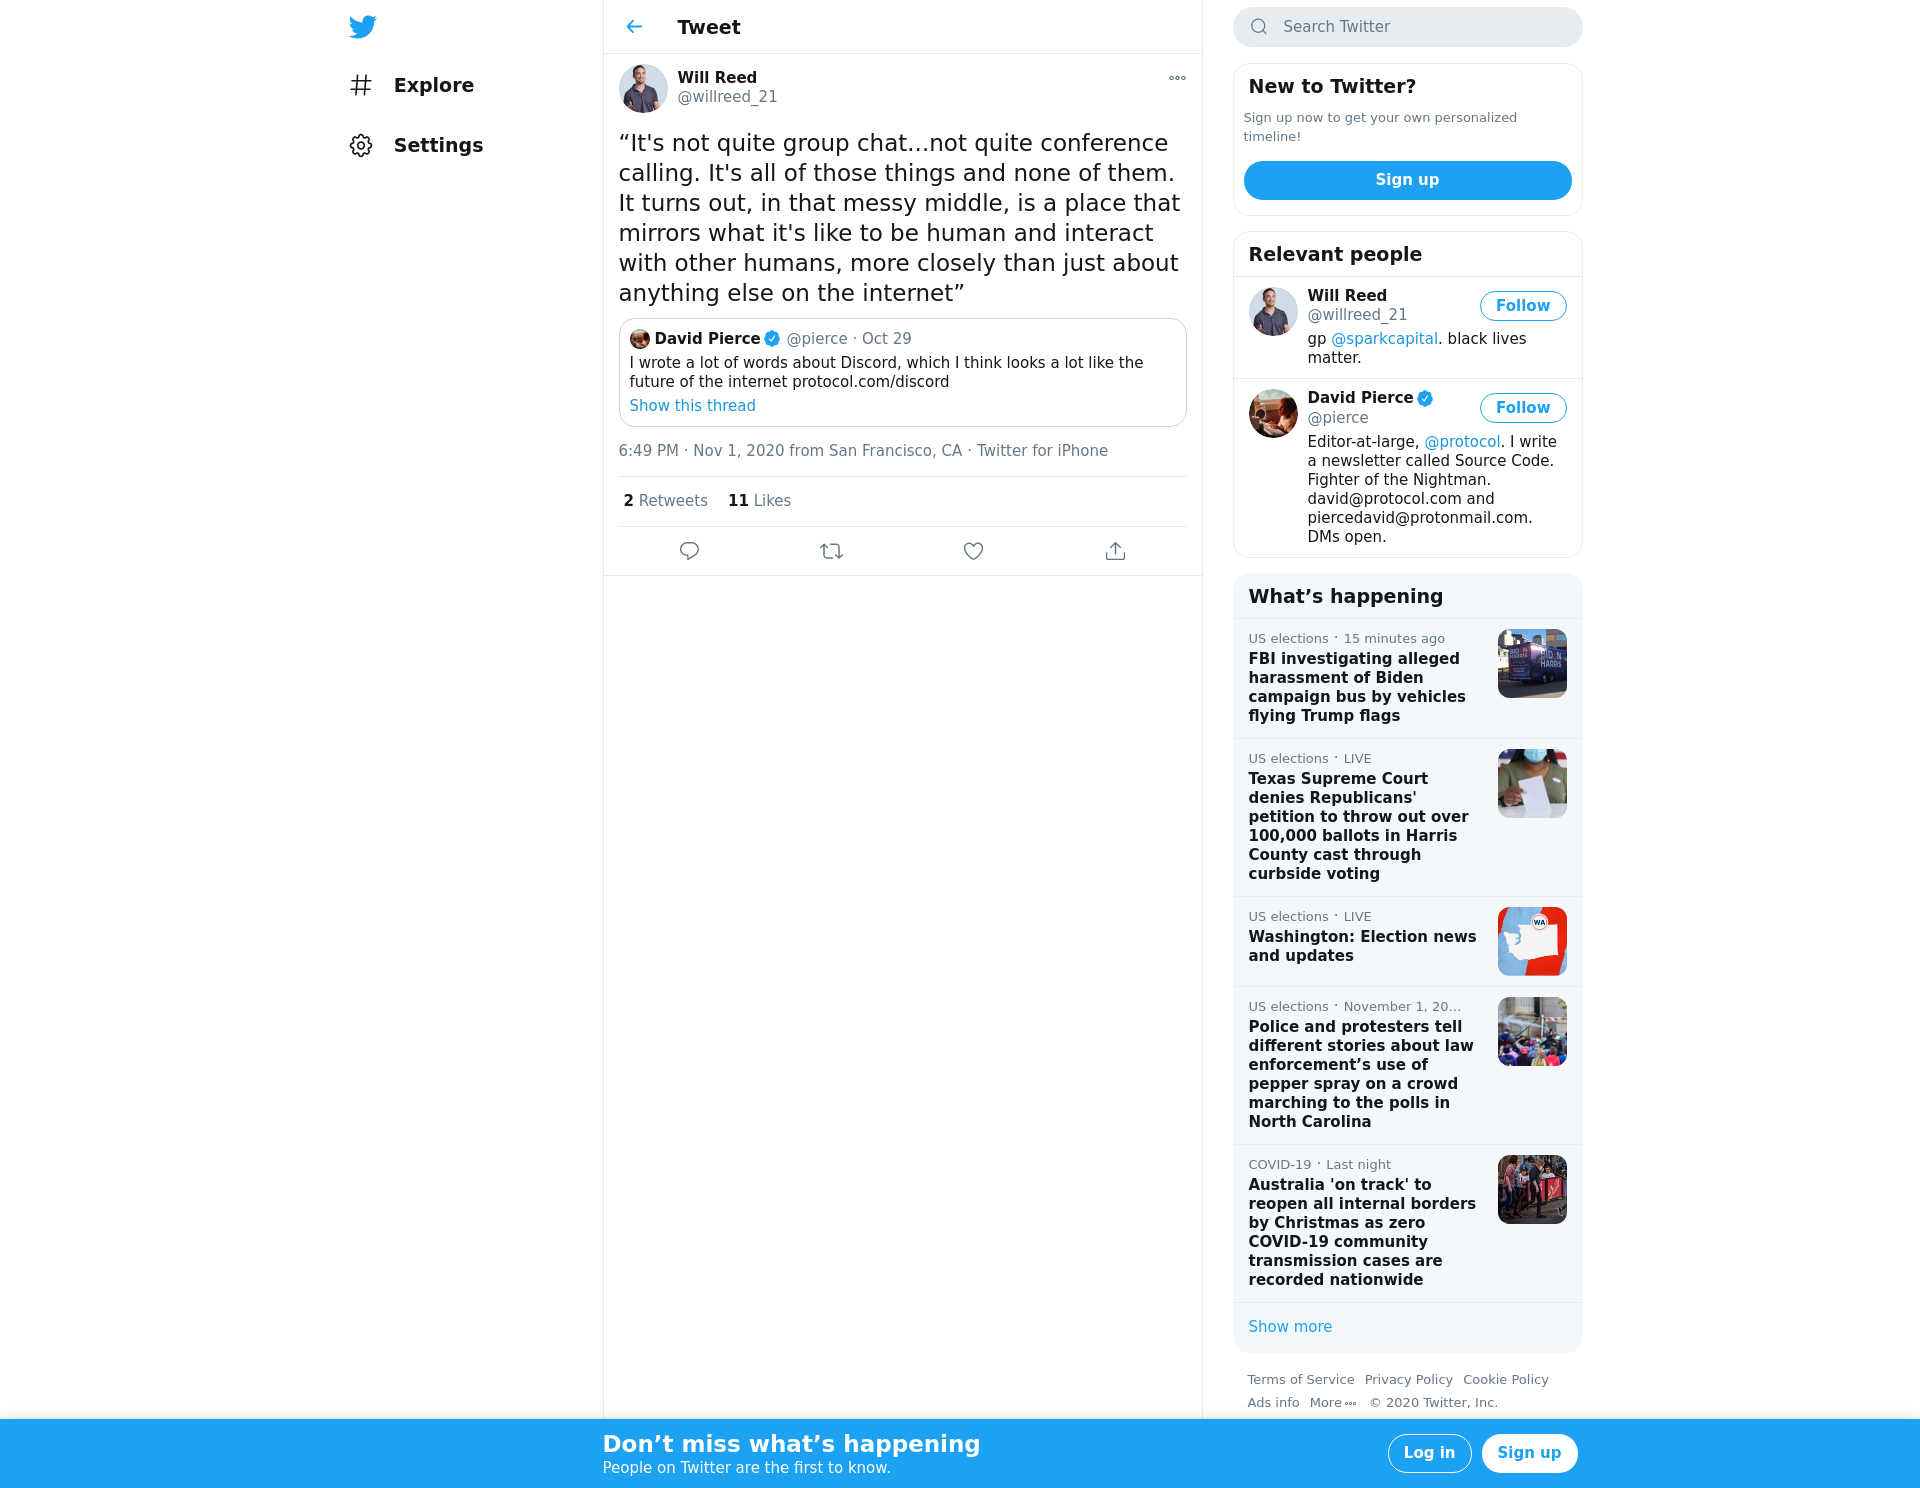 Explore
Settings
Tweet
Will Reed
@willreed_21
“It's not quite group chat...not quite conference
calling. It's all of those things and none of them.
It turns out, in that messy middle, is a place that
mirrors what it's like to be human and interact
with other humans, more closely than just about
anything else on the internet”
David Pierce @pierce · Oct 29
I wrote a lot of words about Discord, which I think looks a lot like the
future of the internet protocol.com/discord
Show this thread
6:49 PM · Nov 1, 2020 from San Francisco, CA · Twitter for iPhone
2 Retweets 11 Likes
Search Twitter
New to Twitter?
Sign up now to get your own personalized
timeline!
Sign up
Relevant people
Will Reed
@willreed_21
Follow
gp @sparkcapital. black lives
matter.
David Pierce
@pierce
Follow
Editor-at-large, @protocol. I write
a newsletter called Source Code.
Fighter of the Nightman.
david@protocol.com and
piercedavid@protonmail.com.
DMs open.
What’s happening
US elections · 15 minutes ago
FBI investigating alleged
harassment of Biden
campaign bus by vehicles
flying Trump flags
BIDEN
HARRIS
US elections · LIVE
Texas Supreme Court
denies Republicans'
petition to throw out over
100,000 ballots in Harris
County cast through
curbside voting
US elections · LIVE
Washington: Election news
and updates
WA
US elections · November 1, 20...
Police and protesters tell
different stories about law
enforcement’s use of
pepper spray on a crowd
marching to the polls in
North Carolina
COVID-19 · Last night
Australia 'on track' to
reopen all internal borders
by Christmas as zero
COVID-19 community
transmission cases are
recorded nationwide
Show more
Terms of Service Privacy Policy Cookie Policy
Ads info More © 2020 Twitter, Inc.
Don’t miss what’s happening
People on Twitter are the first to know.
Log in
Sign up